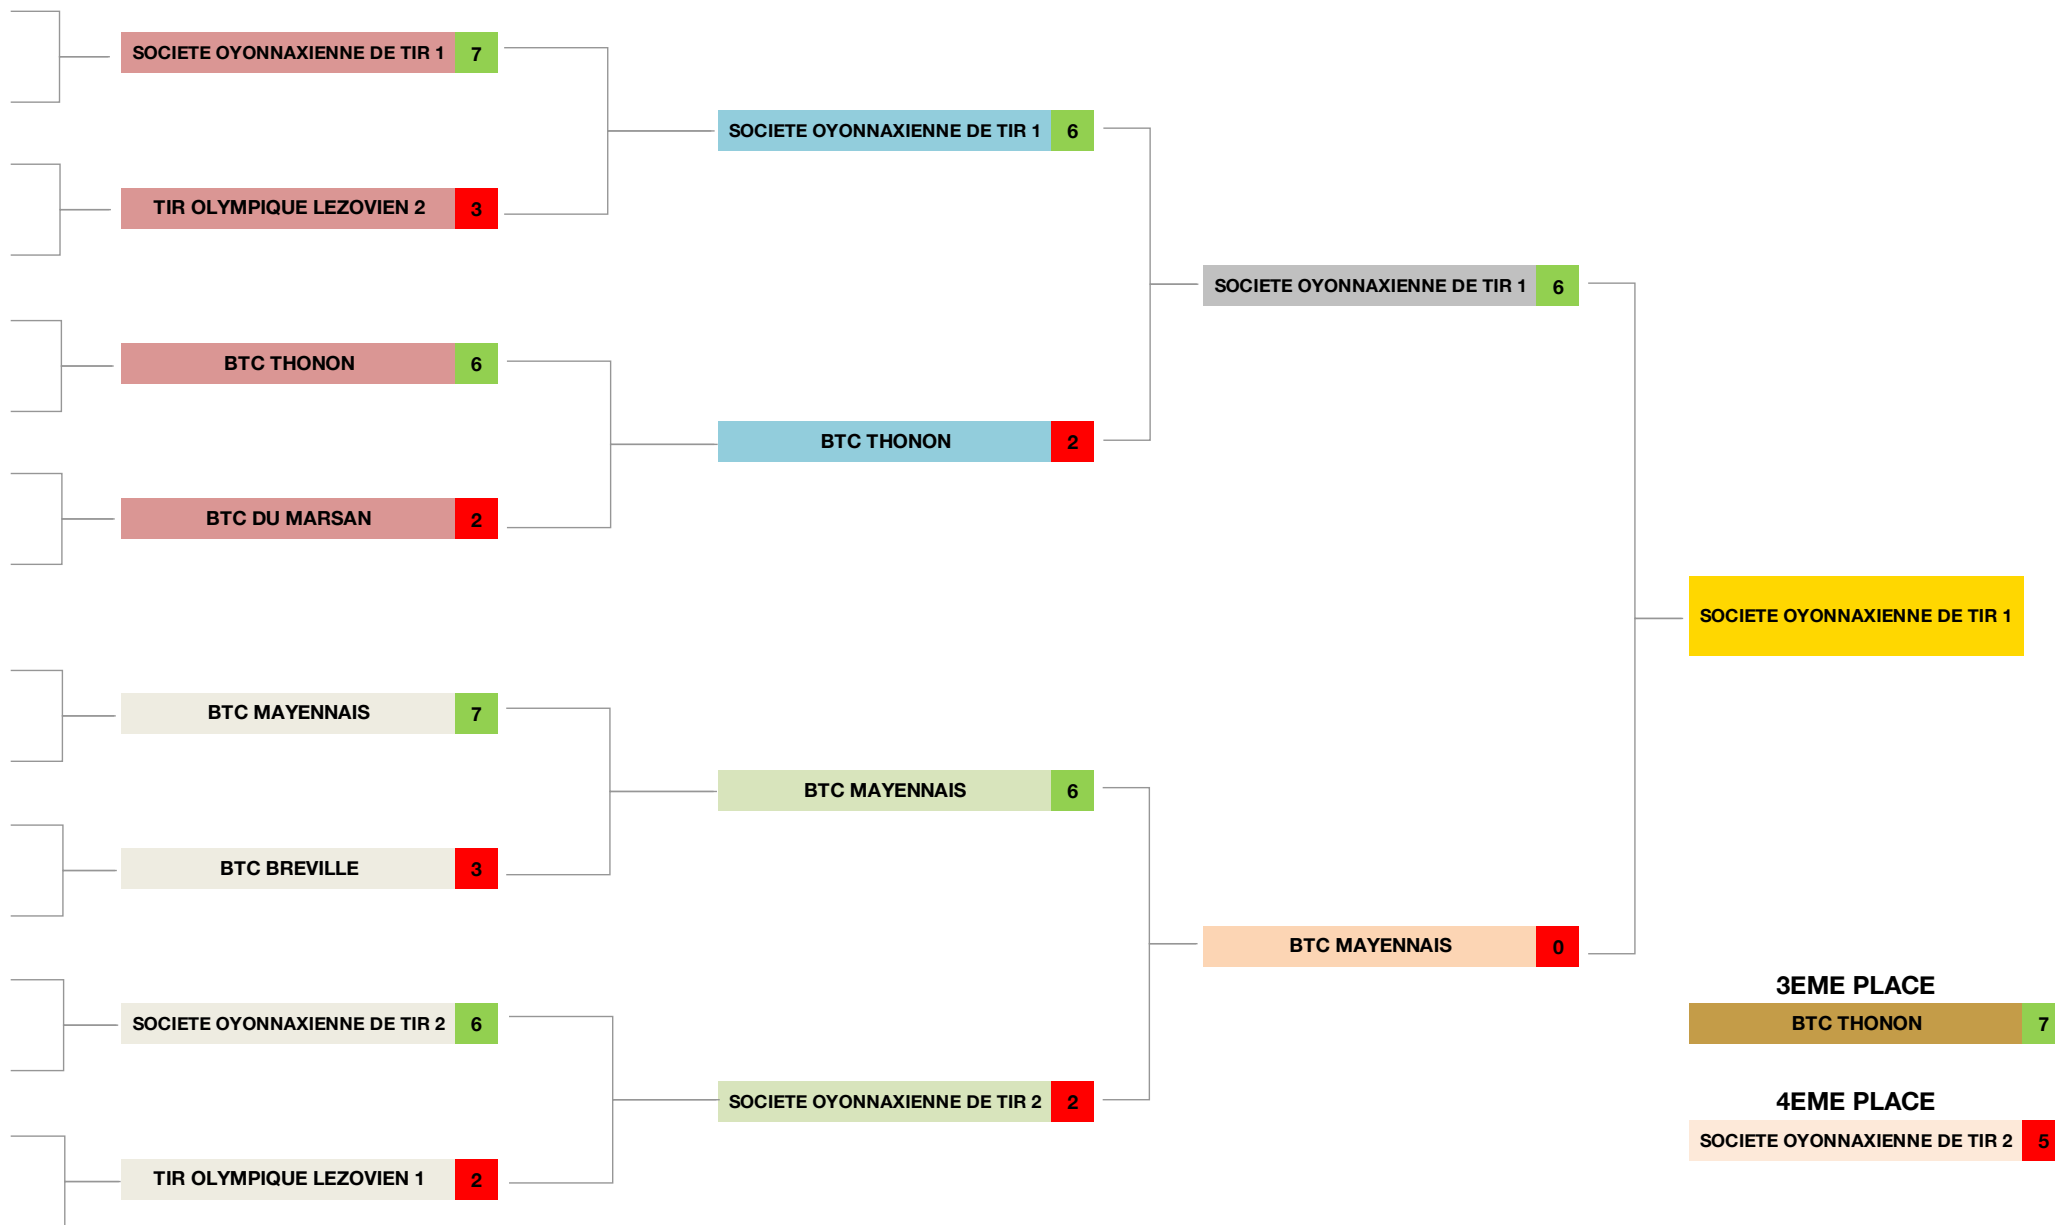 SOCIETE OYONNAXIENNE DE TIR 1 7
TIR OLYMPIQUE LEZOVIEN 2 3
BTC THONON 6
BTC DU MARSAN 2
BTC MAYENNAIS 7
BTC BREVILLE 3
SOCIETE OYONNAXIENNE DE TIR 2 6
TIR OLYMPIQUE LEZOVIEN 1 2
SOCIETE OYONNAXIENNE DE TIR 1 6
BTC THONON 2
BTC MAYENNAIS 6
SOCIETE OYONNAXIENNE DE TIR 2 2
SOCIETE OYONNAXIENNE DE TIR 1 6
BTC MAYENNAIS 0
SOCIETE OYONNAXIENNE DE TIR 1
3EME PLACE
BTC THONON 7
4EME PLACE
SOCIETE OYONNAXIENNE DE TIR 2 5